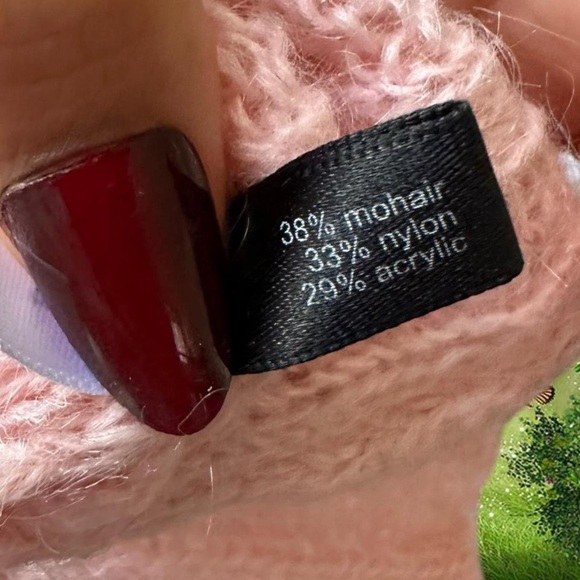 38% mohair
33% nylon
29% acrylic